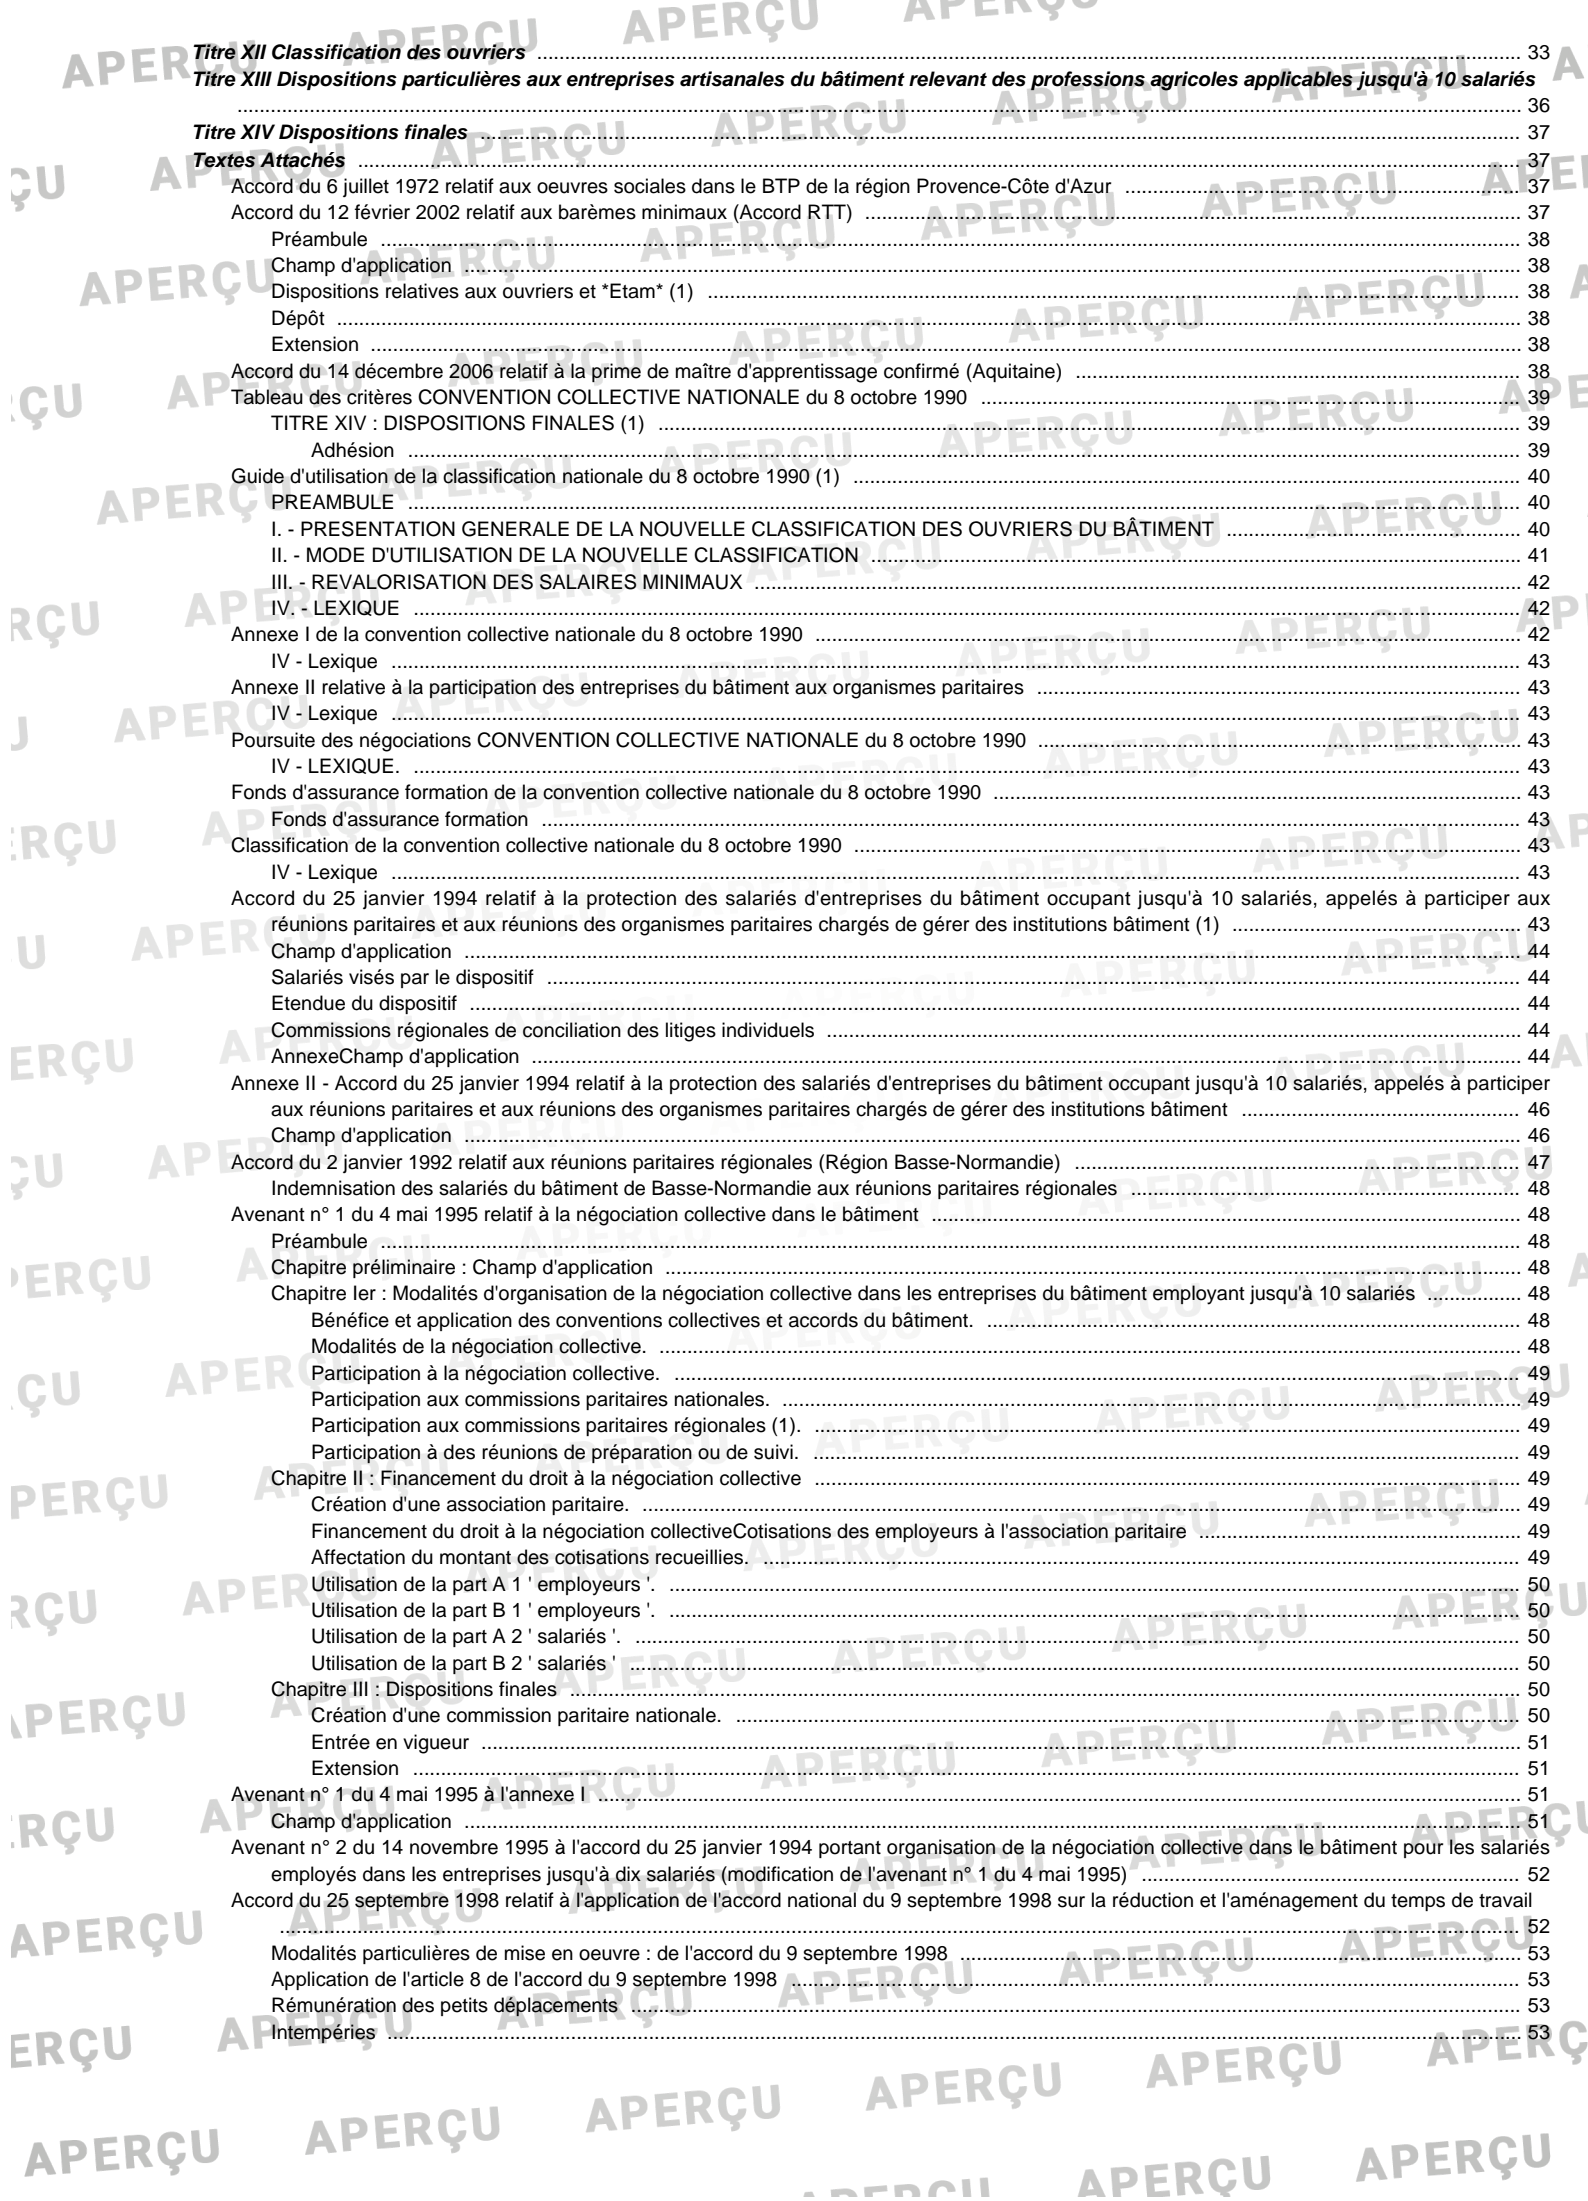 Titre XII Classification des ouvriers ... 33
Titre XIII Dispositions particulières aux entreprises artisanales du bâtiment relevant des professions agricoles applicables jusqu'à 10 salariés
... 36
Titre XIV Dispositions finales ... 37
Textes Attachés ... 37
Accord du 6 juillet 1972 relatif aux oeuvres sociales dans le BTP de la région Provence-Côte d'Azur ... 37
Accord du 12 février 2002 relatif aux barèmes minimaux (Accord RTT) ... 37
Préambule ... 38
Champ d'application ... 38
Dispositions relatives aux ouvriers et *Etam* (1) ... 38
Dépôt ... 38
Extension ... 38
Accord du 14 décembre 2006 relatif à la prime de maître d'apprentissage confirmé (Aquitaine) ... 38
Tableau des critères CONVENTION COLLECTIVE NATIONALE du 8 octobre 1990 ... 39
TITRE XIV : DISPOSITIONS FINALES (1) ... 39
Adhésion ... 39
Guide d'utilisation de la classification nationale du 8 octobre 1990 (1) ... 40
PREAMBULE ... 40
I. - PRESENTATION GENERALE DE LA NOUVELLE CLASSIFICATION DES OUVRIERS DU BÂTIMENT ... 40
II. - MODE D'UTILISATION DE LA NOUVELLE CLASSIFICATION ... 41
III. - REVALORISATION DES SALAIRES MINIMAUX ... 42
IV. - LEXIQUE ... 42
Annexe I de la convention collective nationale du 8 octobre 1990 ... 42
IV - Lexique ... 43
Annexe II relative à la participation des entreprises du bâtiment aux organismes paritaires ... 43
IV - Lexique ... 43
Poursuite des négociations CONVENTION COLLECTIVE NATIONALE du 8 octobre 1990 ... 43
IV - LEXIQUE. ... 43
Fonds d'assurance formation de la convention collective nationale du 8 octobre 1990 ... 43
Fonds d'assurance formation ... 43
Classification de la convention collective nationale du 8 octobre 1990 ... 43
IV - Lexique ... 43
Accord du 25 janvier 1994 relatif à la protection des salariés d'entreprises du bâtiment occupant jusqu'à 10 salariés, appelés à participer aux
réunions paritaires et aux réunions des organismes paritaires chargés de gérer des institutions bâtiment (1) ... 43
Champ d'application ... 44
Salariés visés par le dispositif ... 44
Etendue du dispositif ... 44
Commissions régionales de conciliation des litiges individuels ... 44
AnnexeChamp d'application ... 44
Annexe II - Accord du 25 janvier 1994 relatif à la protection des salariés d'entreprises du bâtiment occupant jusqu'à 10 salariés, appelés à participer
aux réunions paritaires et aux réunions des organismes paritaires chargés de gérer des institutions bâtiment ... 46
Champ d'application ... 46
Accord du 2 janvier 1992 relatif aux réunions paritaires régionales (Région Basse-Normandie) ... 47
Indemnisation des salariés du bâtiment de Basse-Normandie aux réunions paritaires régionales ... 48
Avenant n° 1 du 4 mai 1995 relatif à la négociation collective dans le bâtiment ... 48
Préambule ... 48
Chapitre préliminaire : Champ d'application ... 48
Chapitre Ier : Modalités d'organisation de la négociation collective dans les entreprises du bâtiment employant jusqu'à 10 salariés ... 48
Bénéfice et application des conventions collectives et accords du bâtiment. ... 48
Modalités de la négociation collective. ... 48
Participation à la négociation collective. ... 49
Participation aux commissions paritaires nationales. ... 49
Participation aux commissions paritaires régionales (1). ... 49
Participation à des réunions de préparation ou de suivi. ... 49
Chapitre II : Financement du droit à la négociation collective ... 49
Création d'une association paritaire. ... 49
Financement du droit à la négociation collectiveCotisations des employeurs à l'association paritaire ... 49
Affectation du montant des cotisations recueillies. ... 49
Utilisation de la part A 1 ' employeurs '. ... 50
Utilisation de la part B 1 ' employeurs '. ... 50
Utilisation de la part A 2 ' salariés '. ... 50
Utilisation de la part B 2 ' salariés ' ... 50
Chapitre III : Dispositions finales ... 50
Création d'une commission paritaire nationale. ... 50
Entrée en vigueur ... 51
Extension ... 51
Avenant n° 1 du 4 mai 1995 à l'annexe I ... 51
Champ d'application ... 51
Avenant n° 2 du 14 novembre 1995 à l'accord du 25 janvier 1994 portant organisation de la négociation collective dans le bâtiment pour les salariés
employés dans les entreprises jusqu'à dix salariés (modification de l'avenant n° 1 du 4 mai 1995) ... 52
Accord du 25 septembre 1998 relatif à l'application de l'accord national du 9 septembre 1998 sur la réduction et l'aménagement du temps de travail
... 52
Modalités particulières de mise en oeuvre : de l'accord du 9 septembre 1998 ... 53
Application de l'article 8 de l'accord du 9 septembre 1998 ... 53
Rémunération des petits déplacements ... 53
Intempéries ... 53